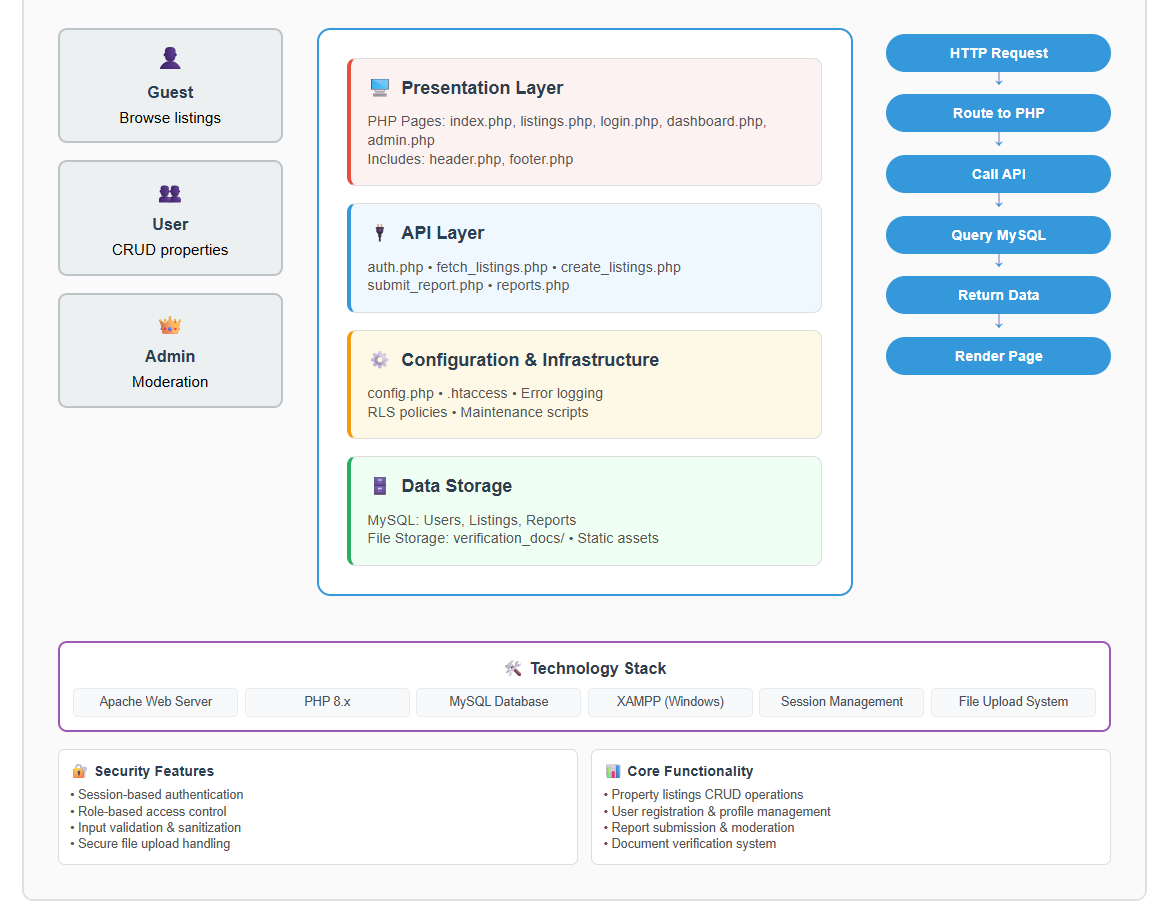 Guest
Browse listings
User
CRUD properties
Admin
Moderation
Presentation Layer
PHP Pages: index.php, listings.php, login.php, dashboard.php,
admin.php
Includes: header.php, footer.php
API Layer
auth.php • fetch_listings.php • create_listings.php
submit_report.php • reports.php
Configuration & Infrastructure
config.php • .htaccess • Error logging
RLS policies • Maintenance scripts
Data Storage
MySQL: Users, Listings, Reports
File Storage: verification_docs/ • Static assets
HTTP Request
Route to PHP
Call API
Query MySQL
Return Data
Render Page
Technology Stack
Apache Web Server
PHP 8.x
MySQL Database
XAMPP (Windows)
Session Management
File Upload System
Security Features
• Session-based authentication
• Role-based access control
• Input validation & sanitization
• Secure file upload handling
Core Functionality
• Property listings CRUD operations
• User registration & profile management
• Report submission & moderation
• Document verification system